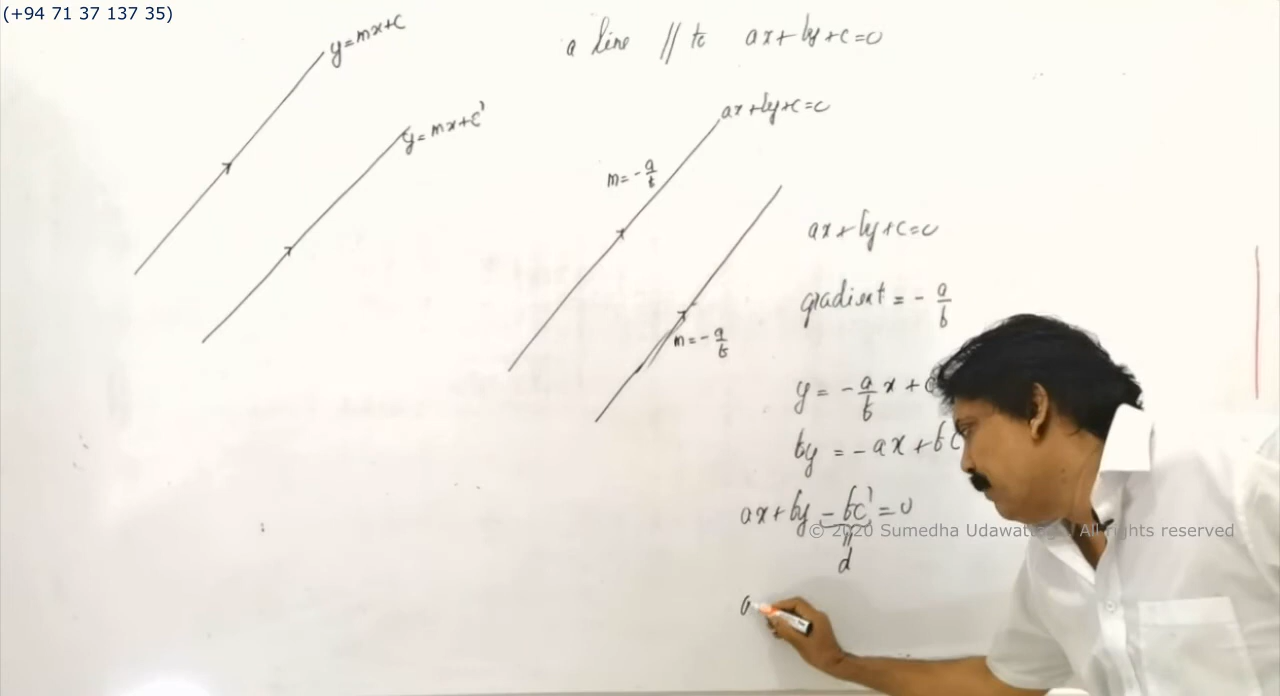 (+94 71 37 137 35)
y=mx+c
a line // to ax+by+c=0
y=mx+c'
ax+by+c=0
m=-a/b
ax+by+c=0
gradient = -a/b
m=-a/b
y = -a/b x +
by = -ax+bc
ax+by -bc' =0
© 2020 Sumedha Udawatta All rights reserved
d
a